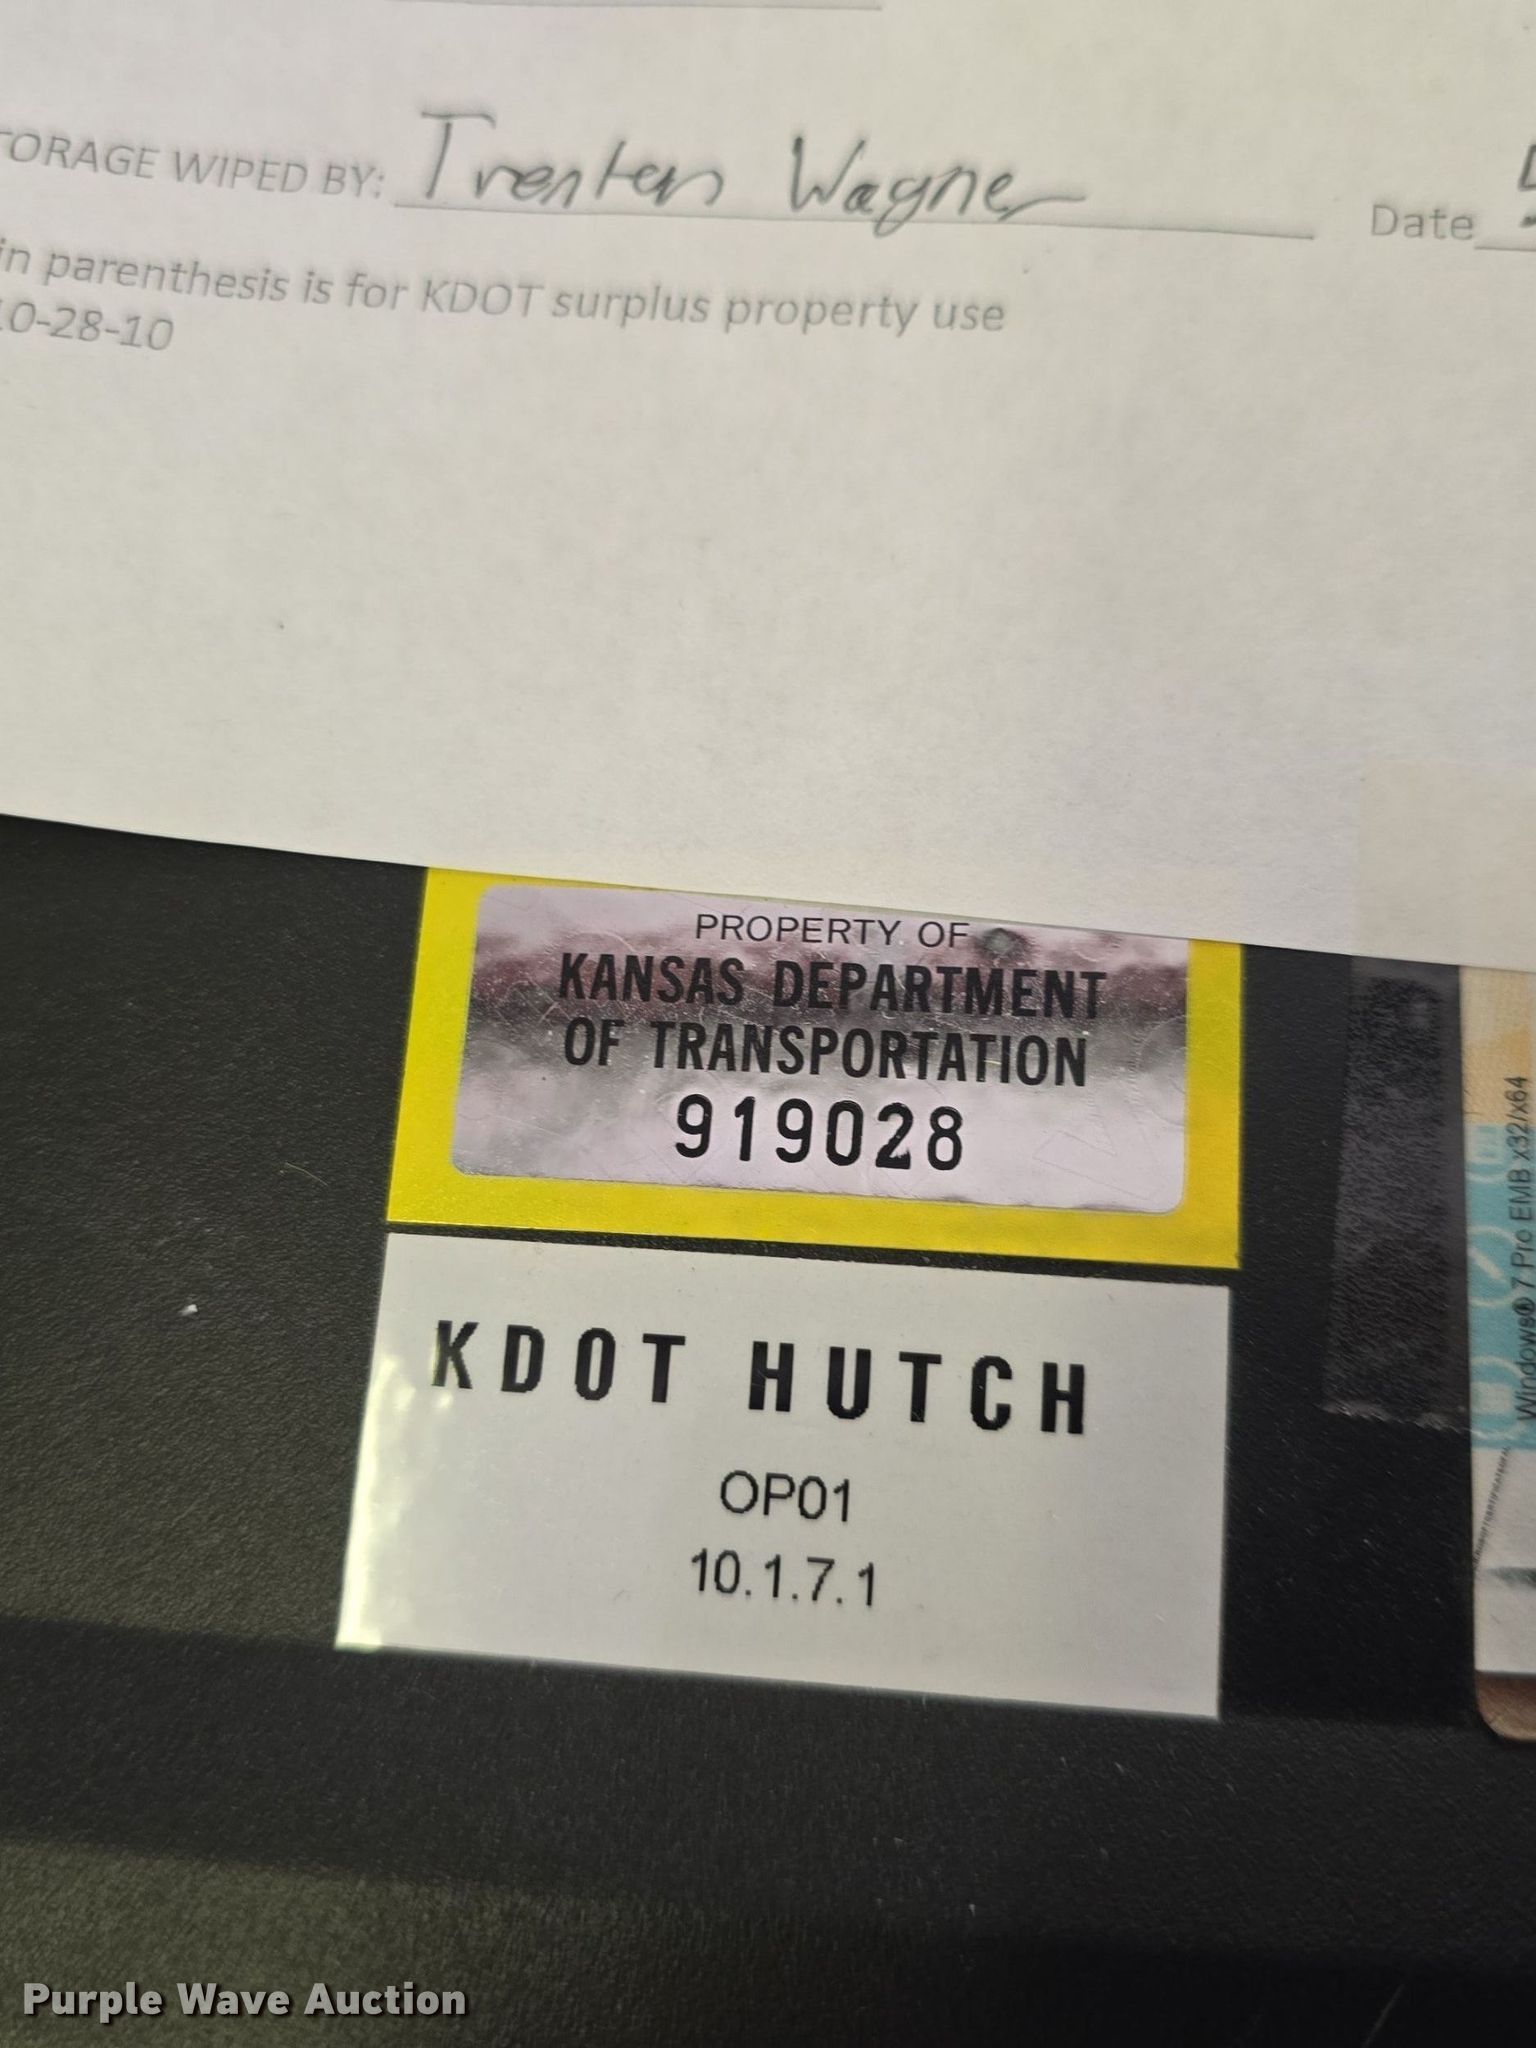 TORAGE WIPED BY: Trenten Wagner Date
in parenthesis is for KDOT surplus property use
10-28-10
PROPERTY OF
KANSAS DEPARTMENT
OF TRANSPORTATION
919028
KDOT HUTCH
OP01
10.1.7.1
Windows® 7 Pro EMB x32/x64
Purple Wave Auction